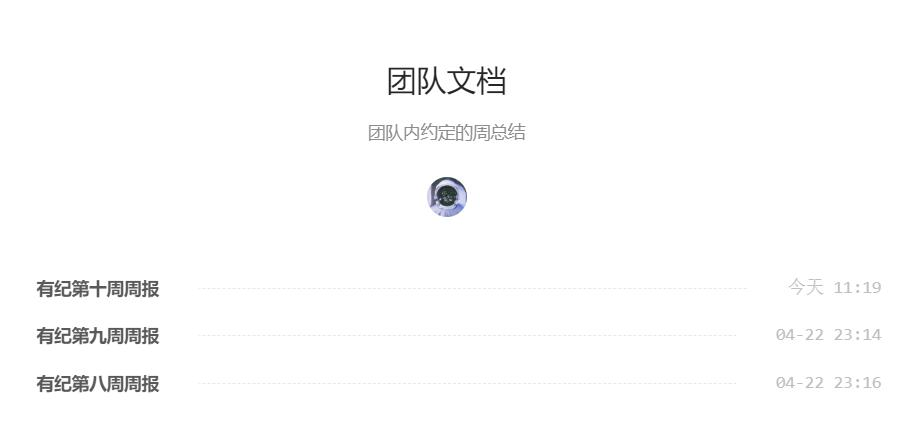 团队文档
团队内约定的周总结
有纪第十周周报 今天 11:19
有纪第九周周报 04-22 23:14
有纪第八周周报 04-22 23:16